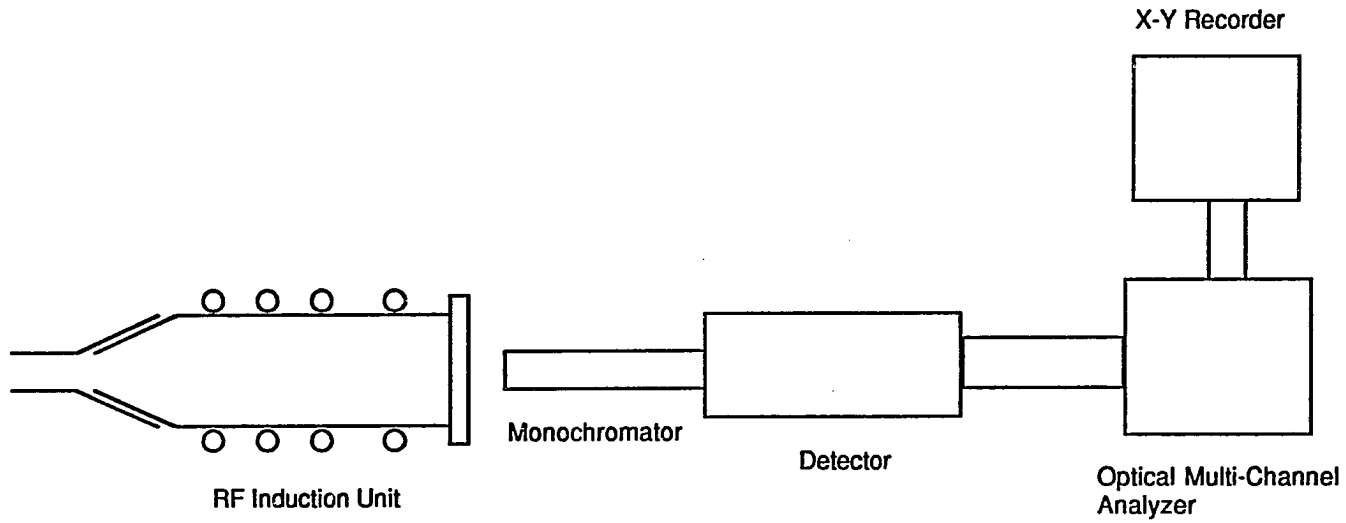 X-Y Recorder
Monochromator
Detector
Optical Multi-Channel
Analyzer
RF Induction Unit